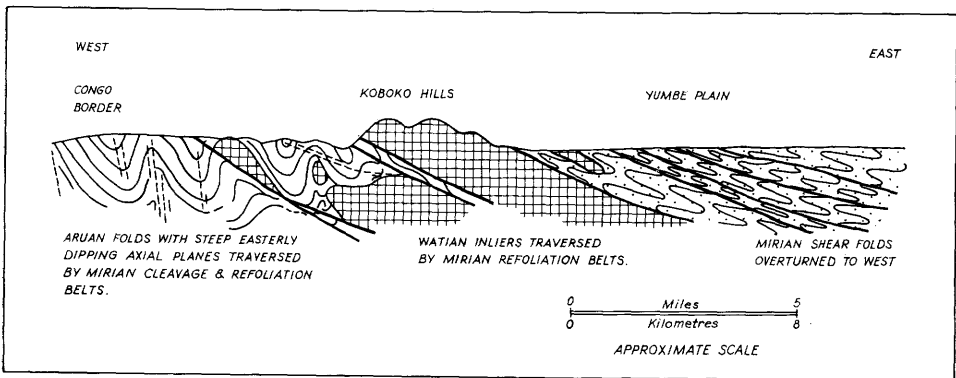 WEST
EAST
CONGO
BORDER
KOBOKO HILLS
YUMBE PLAIN
ARUAN FOLDS WITH STEEP EASTERLY
DIPPING AXIAL PLANES TRAVERSED
BY MIRIAN CLEAVAGE & REFOLIATION
BELTS.
WATIAN INLIERS TRAVERSED
BY MIRIAN REFOLIATION BELTS.
MIRIAN SHEAR FOLDS
OVERTURNED TO WEST
0 Miles 5
0 Kilometres 8
APPROXIMATE SCALE